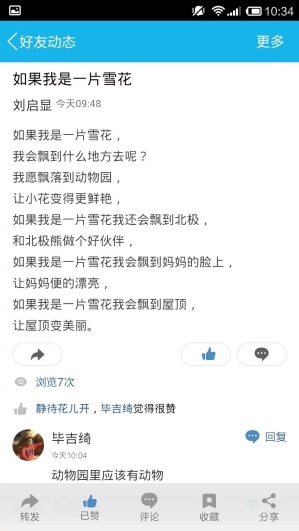 10:34
好友动态
更多
如果我是一片雪花
刘启显 今天09:48
如果我是一片雪花，
我会飘到什么地方去呢？
我愿飘落到动物园，
让小花变得更鲜艳，
如果我是一片雪花我还会飘到北极，
和北极熊做个好伙伴，
如果我是一片雪花我会飘到妈妈的脸上，
让妈妈便的漂亮，
如果我是一片雪花我会飘到屋顶，
让屋顶变美丽。
浏览7次
静待花儿开，毕吉绮觉得很赞
毕吉绮
回复
今天10:04
动物园里应该有动物
转发
已赞
评论
收藏
分享